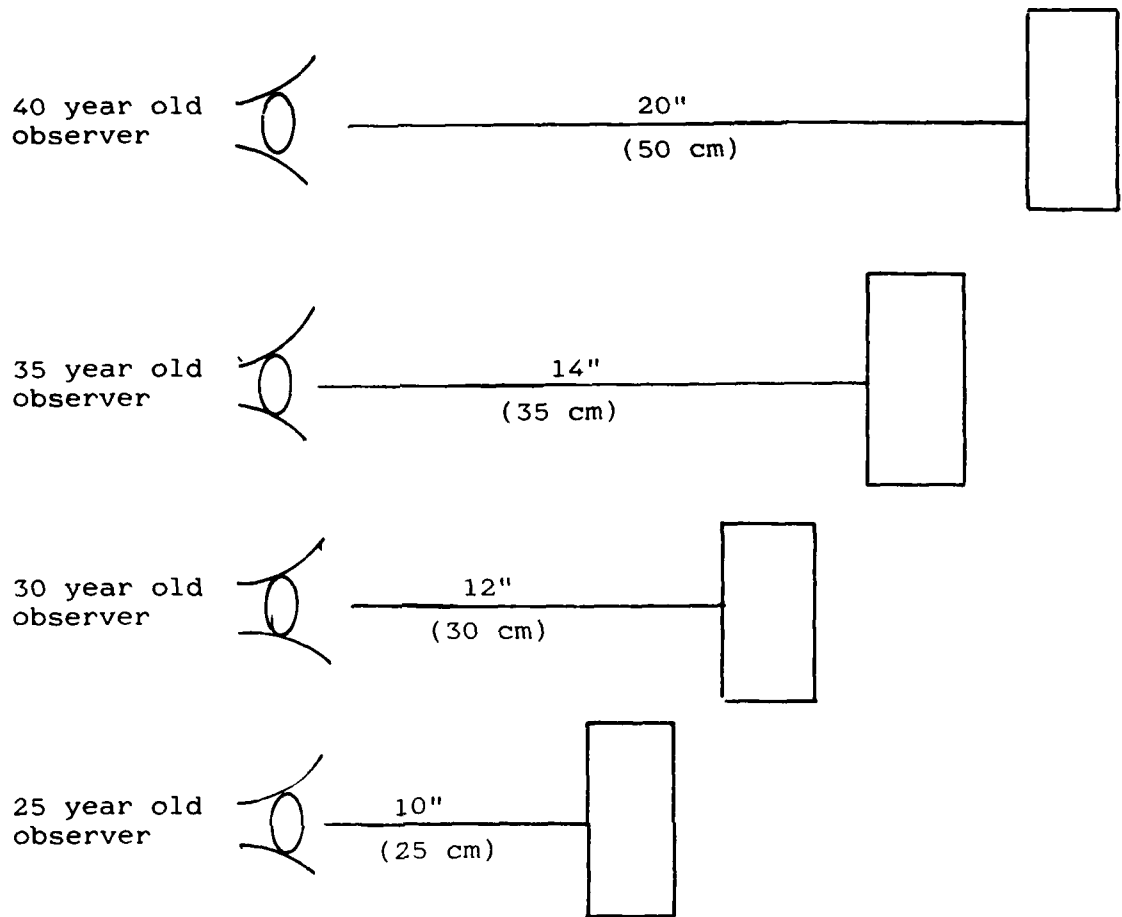 40 year old
observer
20"
(50 cm)
35 year old
observer
14"
(35 cm)
30 year old
observer
12"
(30 cm)
25 year old
observer
10"
(25 cm)